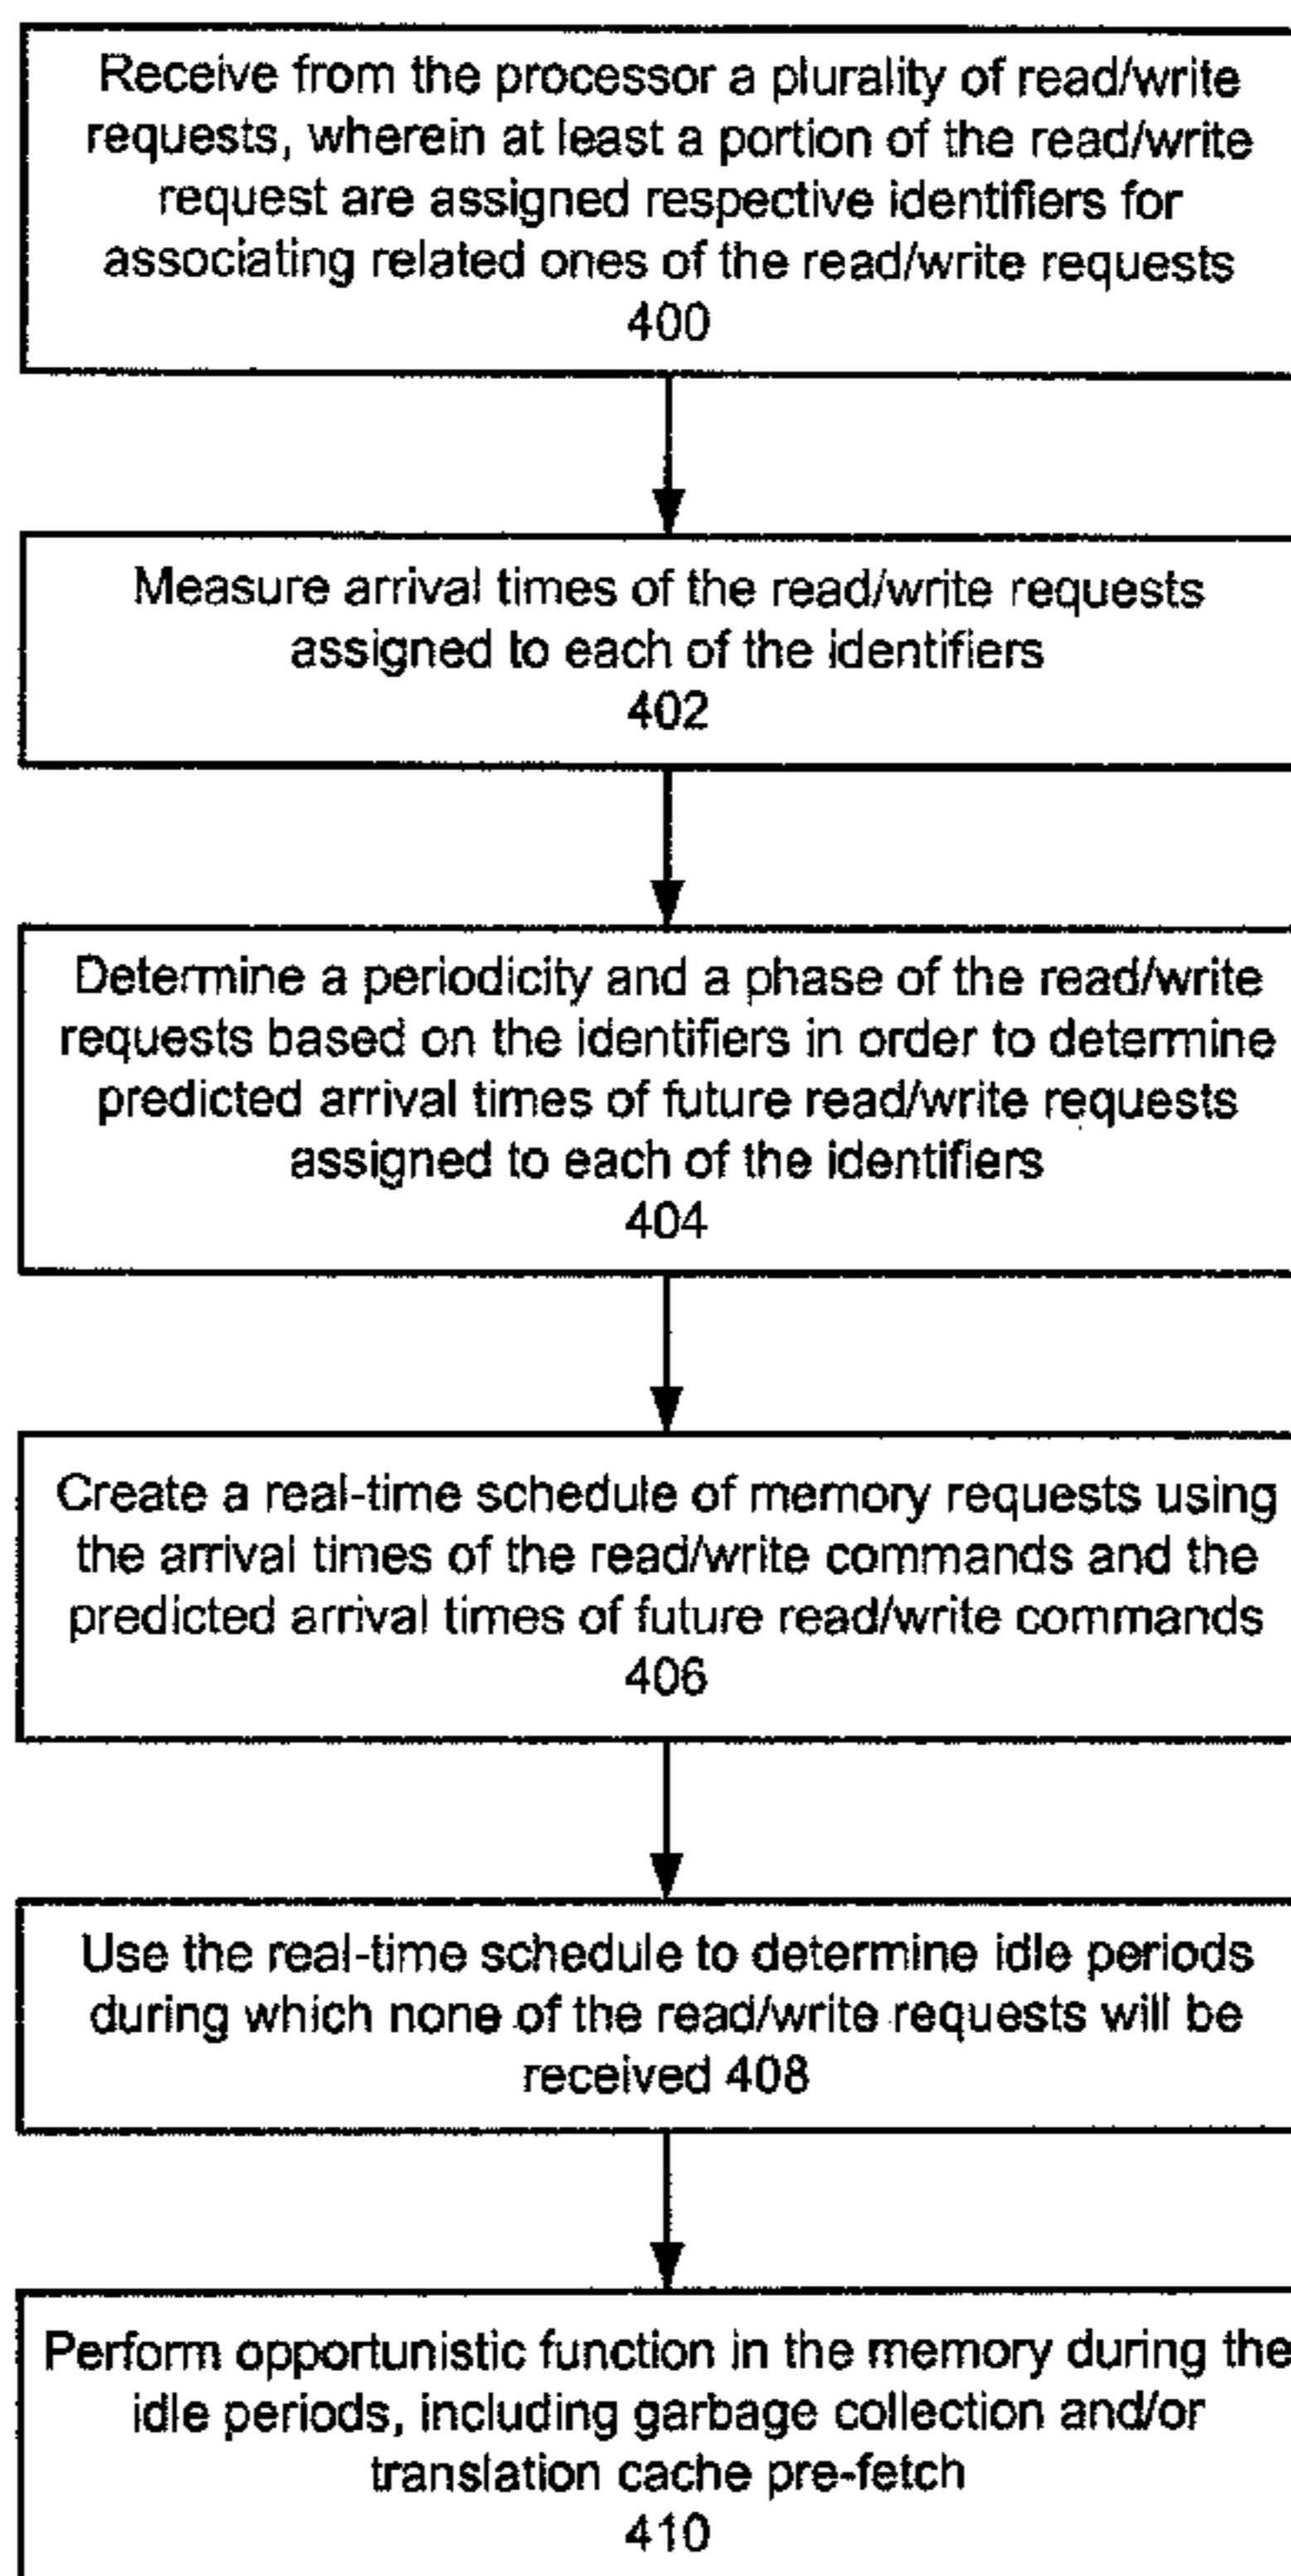 Receive from the processor a plurality of read/write
requests, wherein at least a portion of the read/write
request are assigned respective identifiers for
associating related ones of the read/write requests
400
Measure arrival times of the read/write requests
assigned to each of the identifiers
402
Determine a periodicity and a phase of the read/write
requests based on the identifiers in order to determine
predicted arrival times of future read/write requests
assigned to each of the identifiers
404
Create a real-time schedule of memory requests using
the arrival times of the read/write commands and the
predicted arrival times of future read/write commands
406
Use the real-time schedule to determine idle periods
during which none of the read/write requests will be
received 408
Perform opportunistic function in the memory during the
idle periods, including garbage collection and/or
translation cache pre-fetch
410